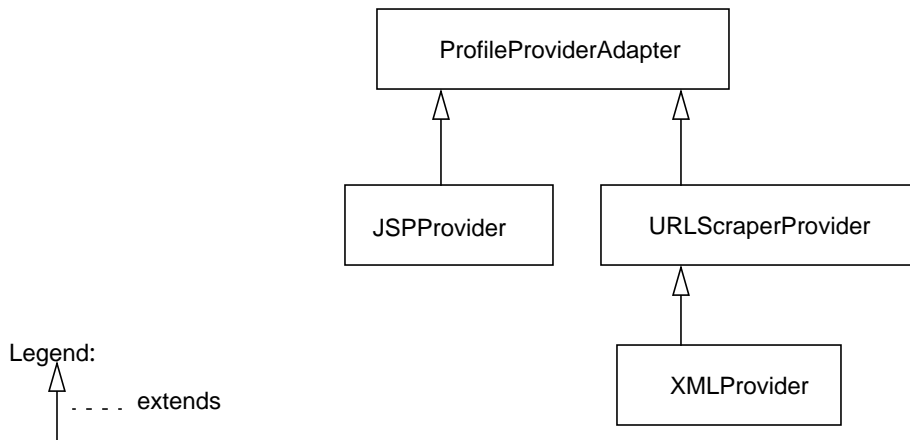 ProfileProviderAdapter
JSPProvider
URLScraperProvider
XMLProvider
Legend:
extends